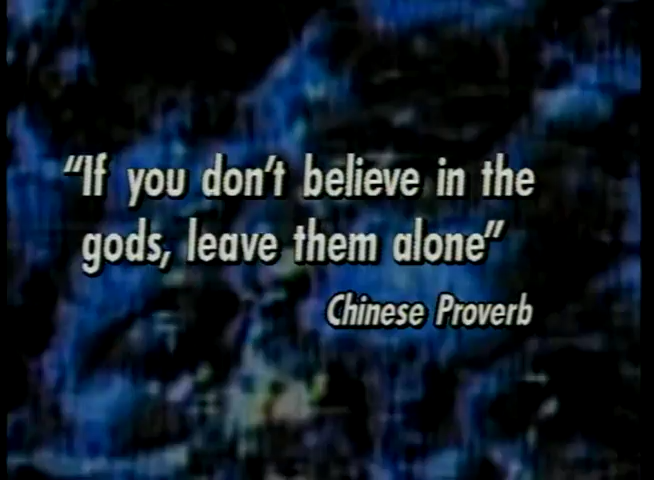 “If you don’t believe in the
gods, leave them alone”
Chinese Proverb